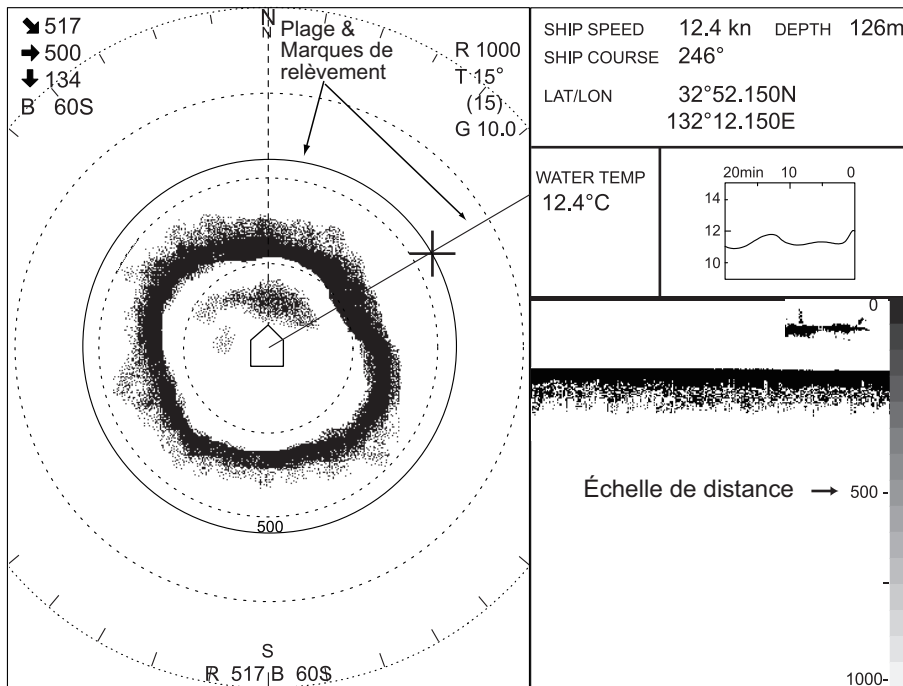 517
500
134
B 60S
N
N
Plage &
Marques de
relèvement
R 1000
T 15°
(15)
G 10.0
500
S
R 517 B 60S
SHIP SPEED 12.4 kn DEPTH 126m
SHIP COURSE 246°
LAT/LON 32°52.150N
132°12.150E
WATER TEMP
12.4°C
20min 10 0
14
12
10
0
Échelle de distance
500
1000